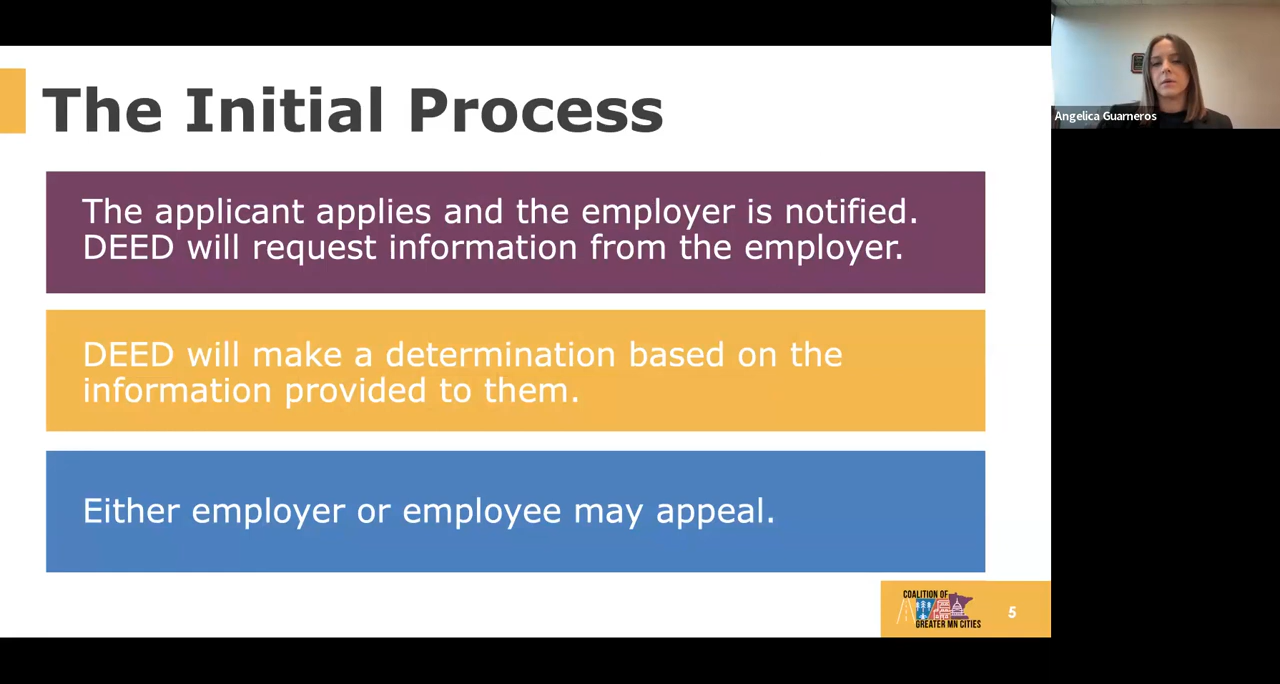 The Initial Process
The applicant applies and the employer is notified.
DEED will request information from the employer.
DEED will make a determination based on the
information provided to them.
Either employer or employee may appeal.
COALITION OF
GREATER MN CITIES
5
Angelica Guarneros